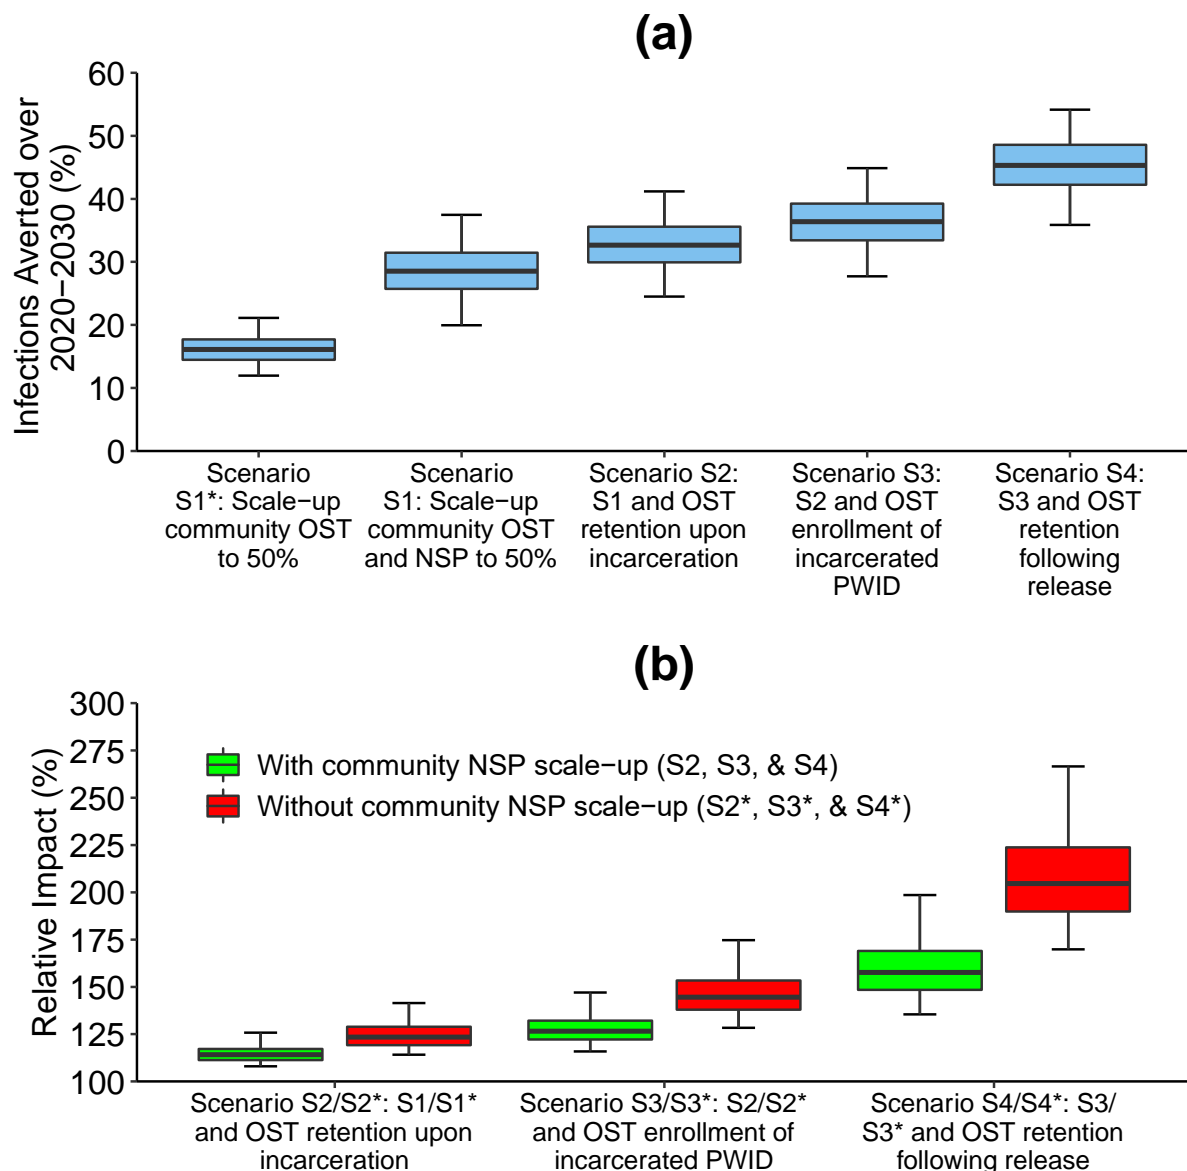 (a)
Infections Averted over
2020−2030 (%)
60
50
40
30
20
10
0
Scenario
S1*: Scale−up
community OST
to 50%
Scenario
S1: Scale−up
community OST
and NSP to 50%
Scenario S2:
S1 and OST
retention upon
incarceration
Scenario S3:
S2 and OST
enrollment of
incarcerated
PWID
Scenario S4:
S3 and OST
retention
following
release
(b)
Relative Impact (%)
300
275
250
225
200
175
150
125
100
With community NSP scale−up (S2, S3, & S4)
Without community NSP scale−up (S2*, S3*, & S4*)
Scenario S2/S2*: S1/S1*
and OST retention upon
incarceration
Scenario S3/S3*: S2/S2*
and OST enrollment of
incarcerated PWID
Scenario S4/S4*: S3/
S3* and OST retention
following release